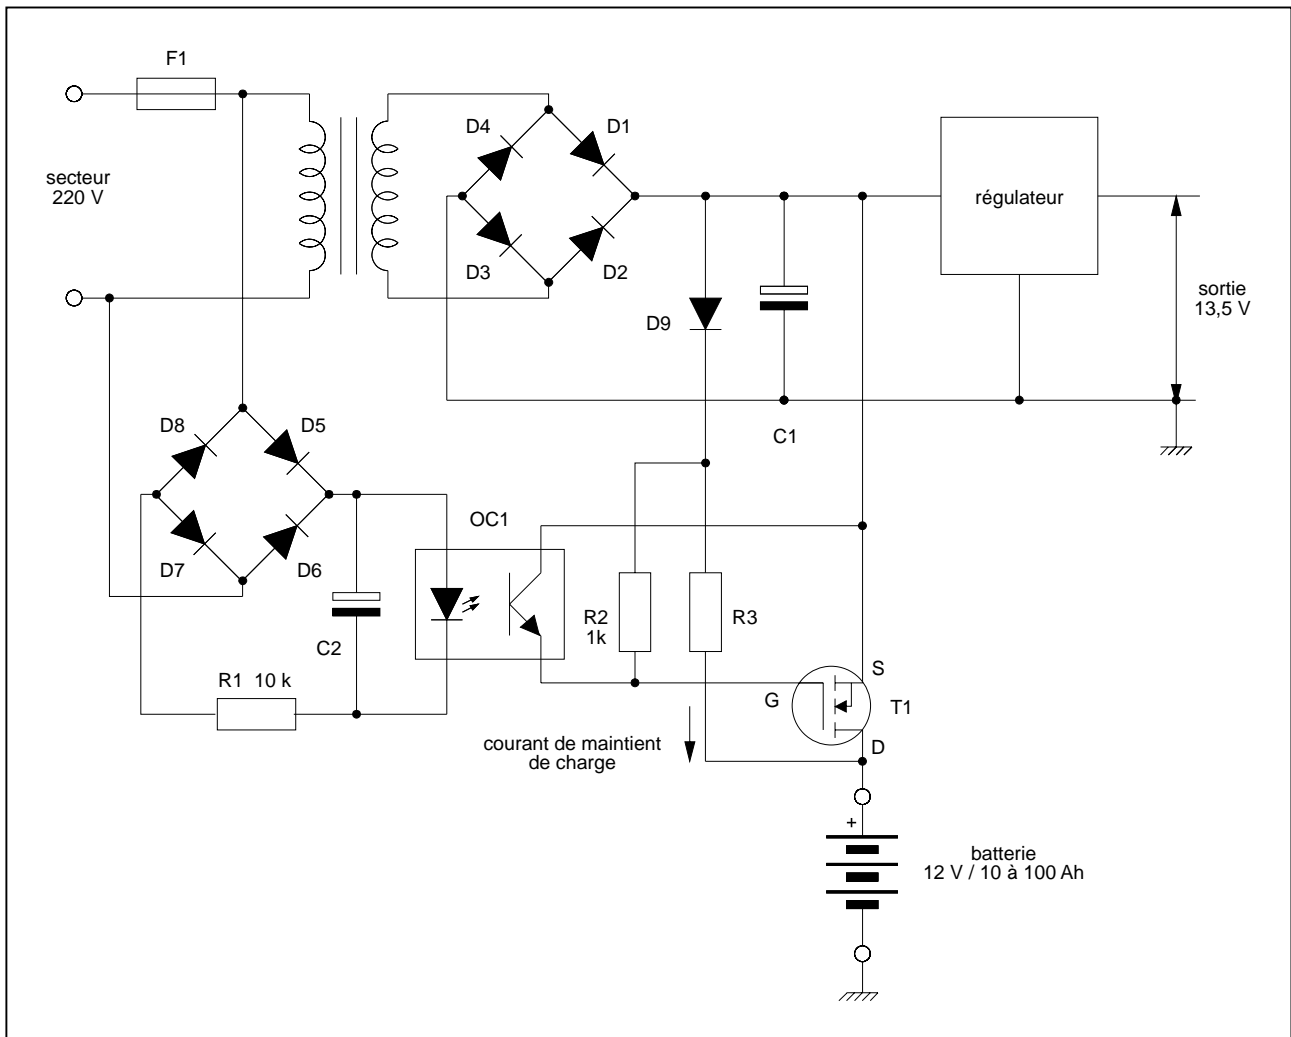 F1
D4
D1
secteur
220 V
régulateur
D3
D2
sortie
13,5 V
D9
C1
D8
D5
OC1
D7
D6
C2
R2
1k
R3
R1 10 k
S
G
T1
D
courant de maintient
de charge
+
batterie
12 V / 10 à 100 Ah